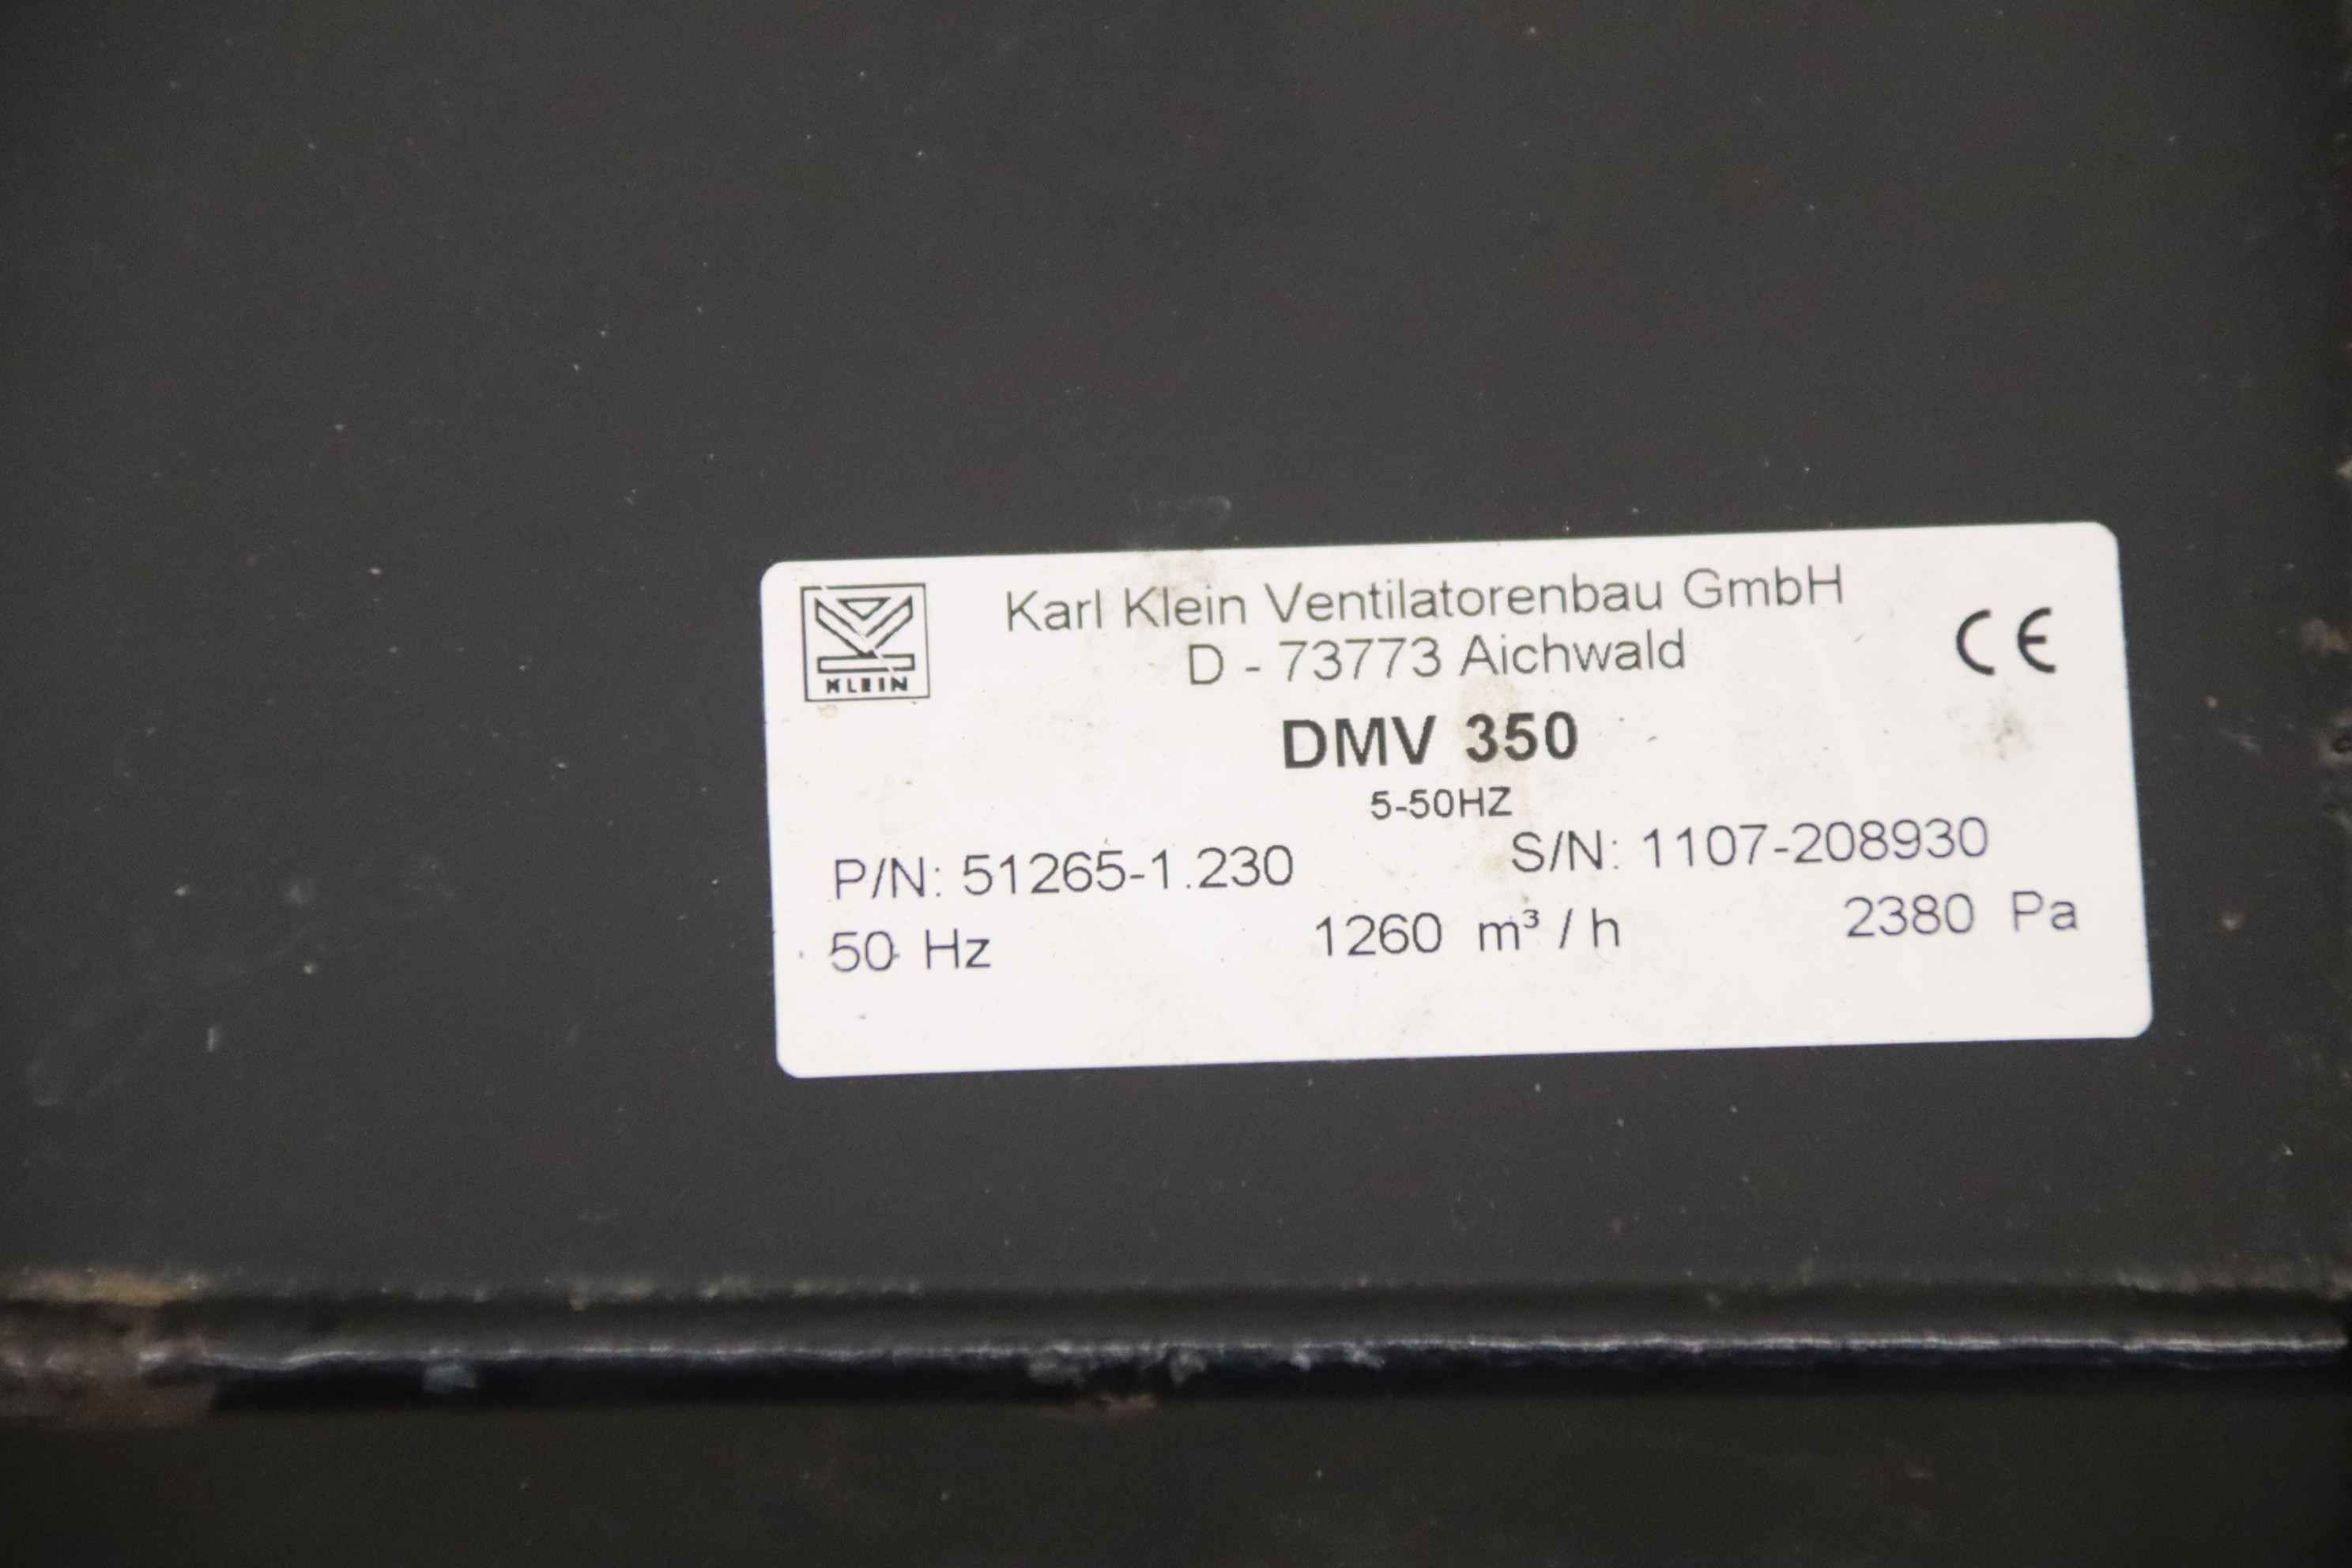 KLEIN
Karl Klein Ventilatorenbau GmbH
D - 73773 Aichwald
CE
DMV 350
5-50HZ
P/N: 51265-1.230 S/N: 1107-208930
50 Hz 1260 m³ / h 2380 Pa